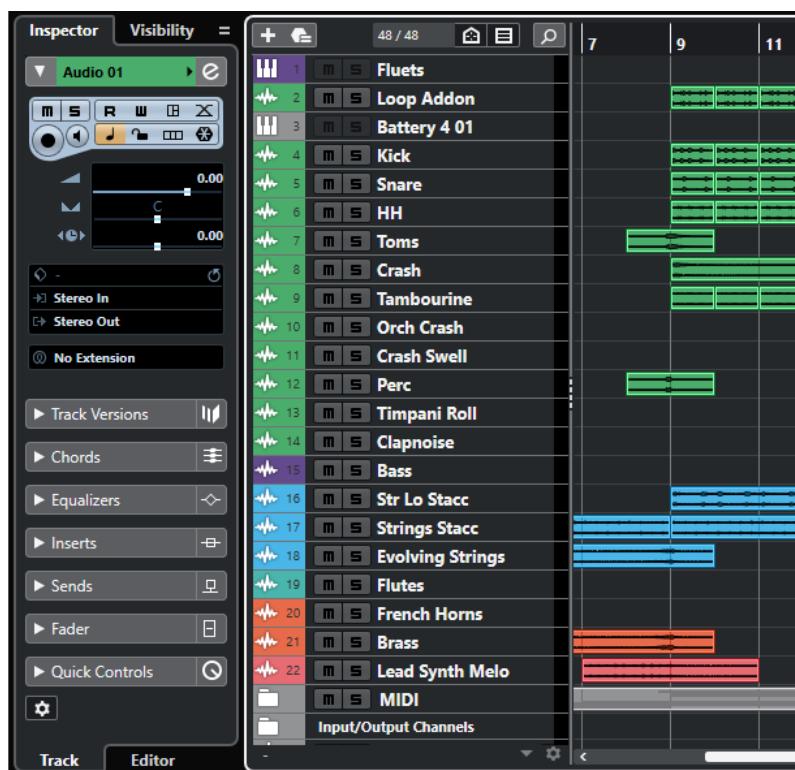 Inspector
Visibility
Audio 01
e
M S R W
C
0.00
0.00
-
Stereo In
Stereo Out
No Extension
Track Versions
Chords
Equalizers
Inserts
Sends
Fader
Quick Controls
Track
Editor
48 / 48
7 9 11
1 M S Fluets
2 M S Loop Addon
3 M S Battery 4 01
4 M S Kick
5 M S Snare
6 M S HH
7 M S Toms
8 M S Crash
9 M S Tambourine
10 M S Orch Crash
11 M S Crash Swell
12 M S Perc
13 M S Timpani Roll
14 M S Clapnoise
15 M S Bass
16 M S Str Lo Stacc
17 M S Strings Stacc
18 M S Evolving Strings
19 M S Flutes
20 M S French Horns
21 M S Brass
22 M S Lead Synth Melo
M S MIDI
Input/Output Channels
-